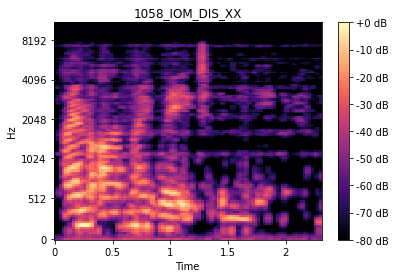 1058_IOM_DIS_XX
+0 dB
8192
-10 dB
4096
-20 dB
-30 dB
2048
Hz
-40 dB
1024
-50 dB
512
-60 dB
-70 dB
0
-80 dB
0 0.5 1 1.5 2
Time